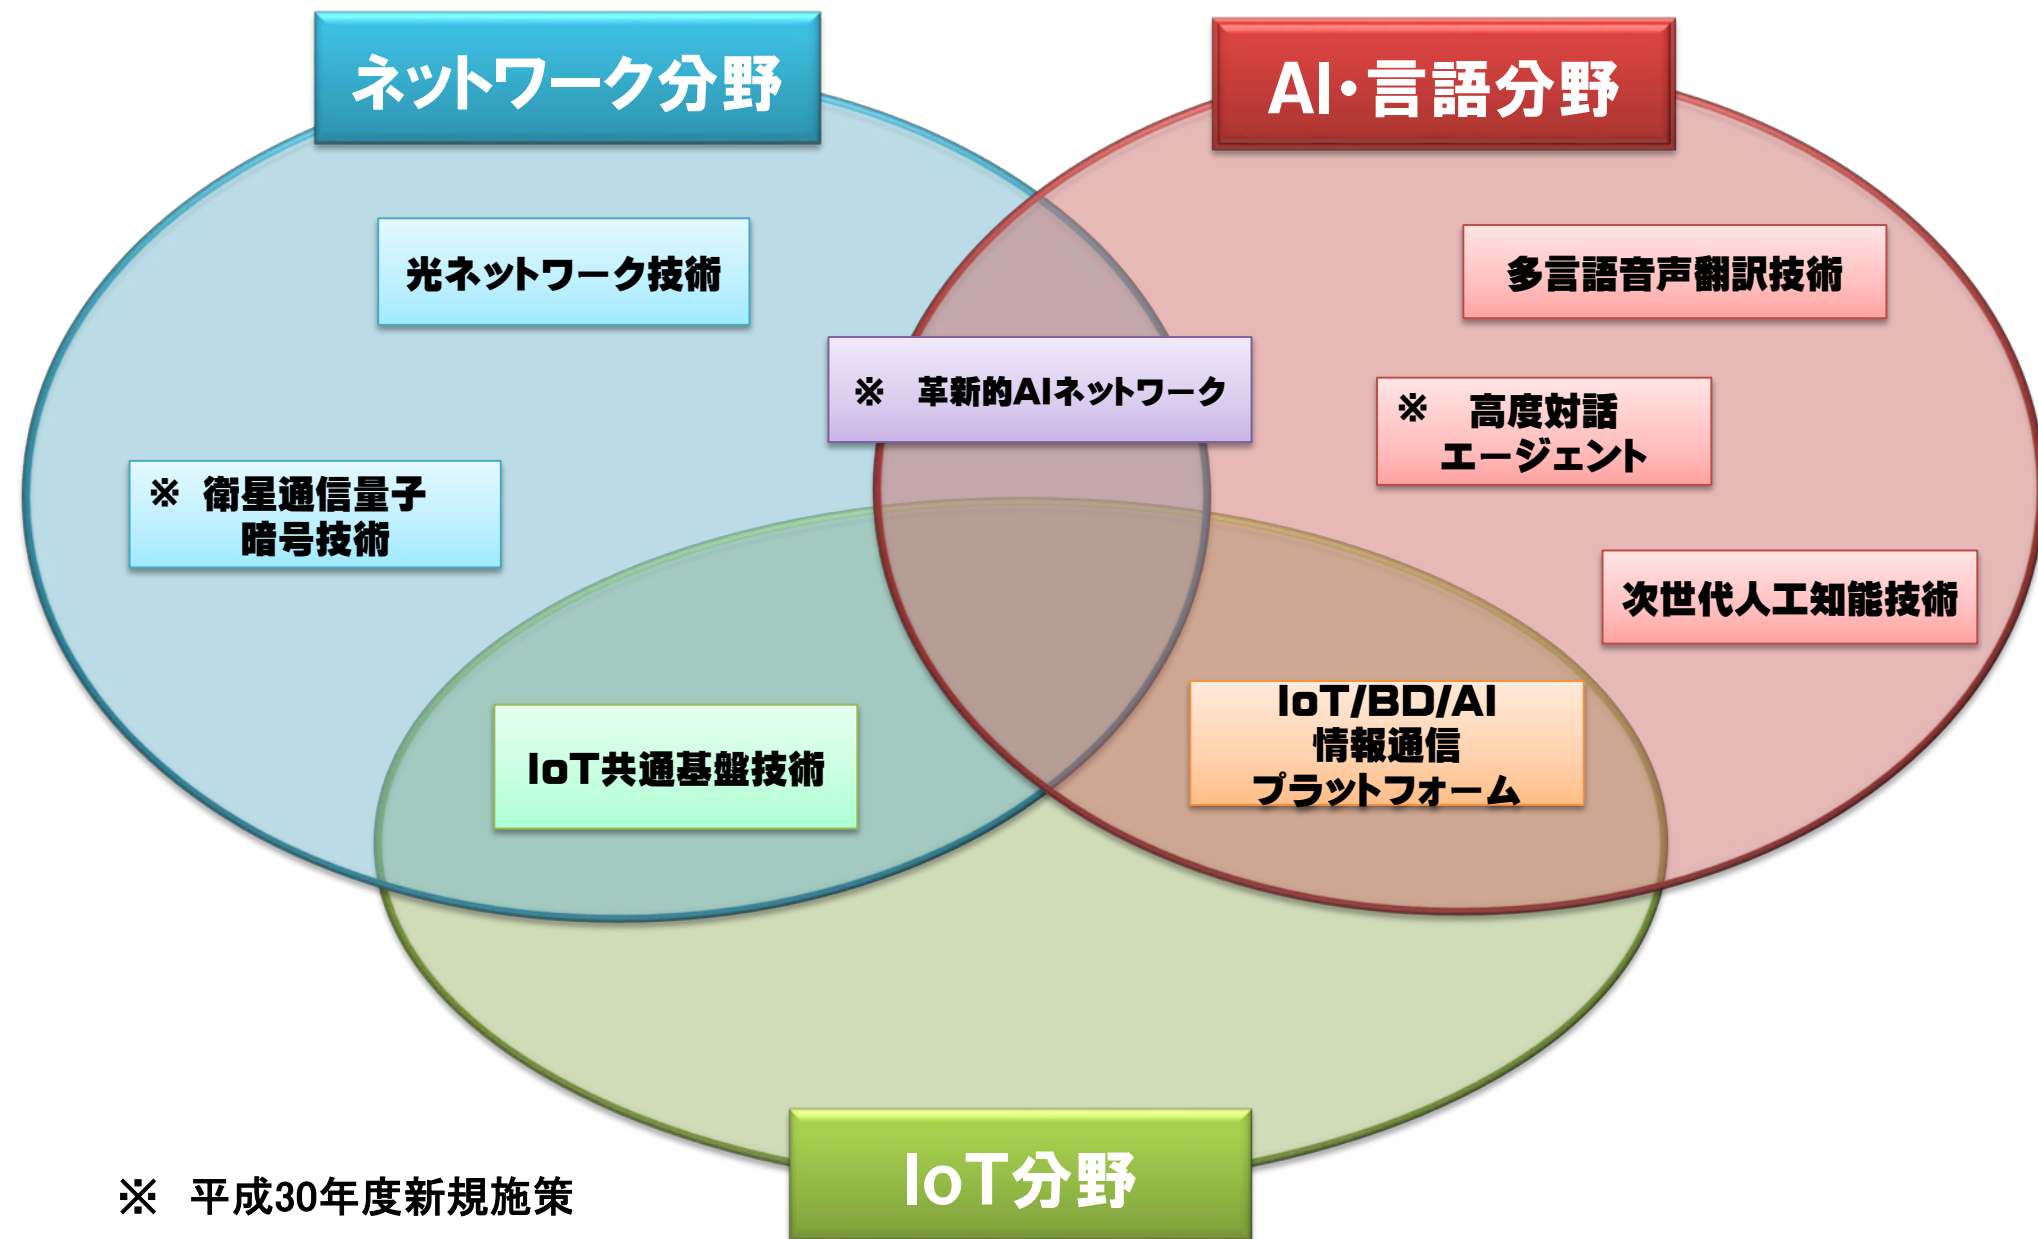 ネットワーク分野
AI・言語分野
光ネットワーク技術
多言語音声翻訳技術
※　革新的AIネットワーク
※　高度対話
エージェント
※　衛星通信量子
暗号技術
次世代人工知能技術
IoT共通基盤技術
IoT/BD/AI
情報通信
プラットフォーム
IoT分野
※　平成30年度新規施策